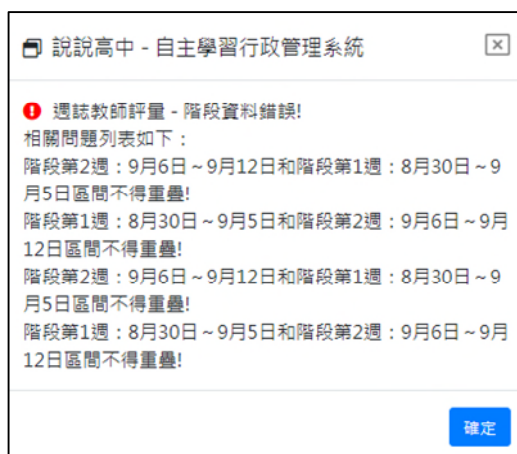 說說高中 - 自主學習行政管理系統
週誌教師評量 - 階段資料錯誤!
相關問題列表如下：
階段第2週：9月6日～9月12日和階段第1週：8月30日～9
月5日區間不得重疊!
階段第1週：8月30日～9月5日和階段第2週：9月6日～9月
12日區間不得重疊!
階段第2週：9月6日～9月12日和階段第1週：8月30日～9
月5日區間不得重疊!
階段第1週：8月30日～9月5日和階段第2週：9月6日～9月
12日區間不得重疊!
確定